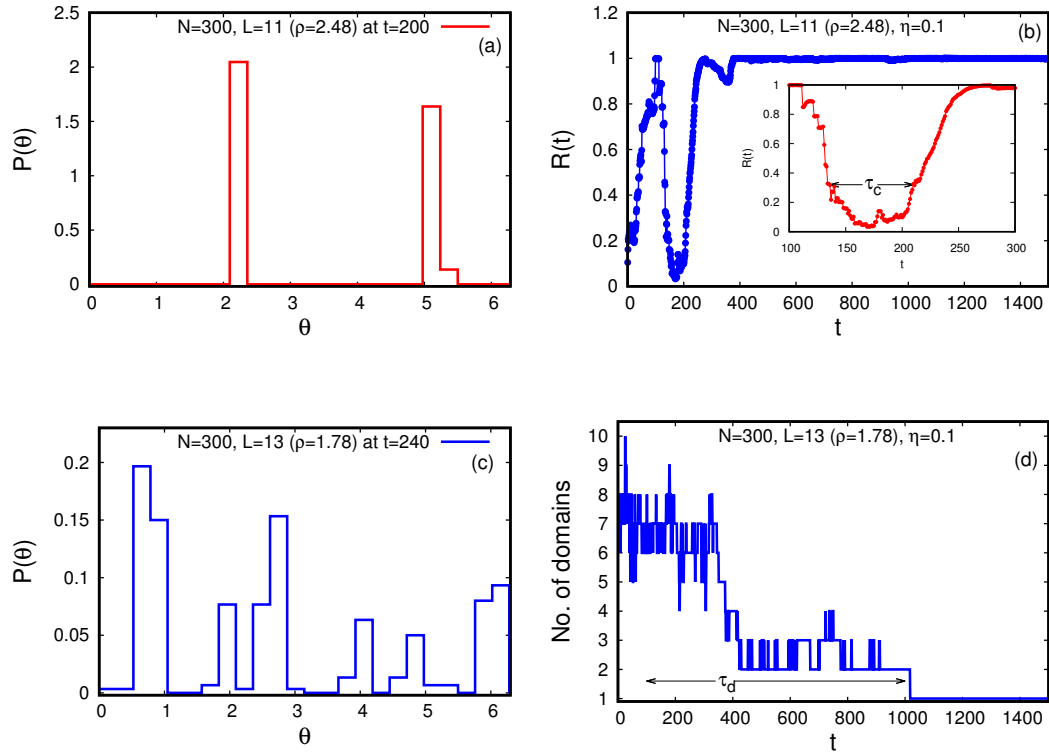 N=300, L=11 (ρ=2.48) at t=200
(a)
P(θ)
2.5
2
1.5
1
0.5
0
0 1 2 3 4 5 6
θ
N=300, L=11 (ρ=2.48), η=0.1
(b)
R(t)
1.2
1
0.8
0.6
0.4
0.2
0
0 200 400 600 800 1000 1200 1400
t
R(t)
1
0.8
0.6
0.4
0.2
0
τc
100 150 200 250 300
t
N=300, L=13 (ρ=1.78) at t=240
(c)
P(θ)
0.2
0.15
0.1
0.05
0
0 1 2 3 4 5 6
θ
N=300, L=13 (ρ=1.78), η=0.1
(d)
No. of domains
10
9
8
7
6
5
4
3
2
1
τd
0 200 400 600 800 1000 1200 1400
t